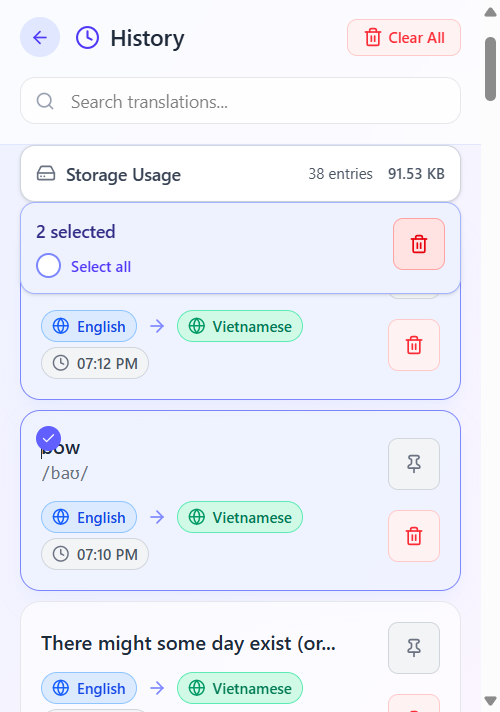 History
Clear All
Search translations...
Storage Usage 38 entries 91.53 KB
2 selected
Select all
English → Vietnamese
07:12 PM
bow
/baʊ/
English → Vietnamese
07:10 PM
There might some day exist (or...
English → Vietnamese